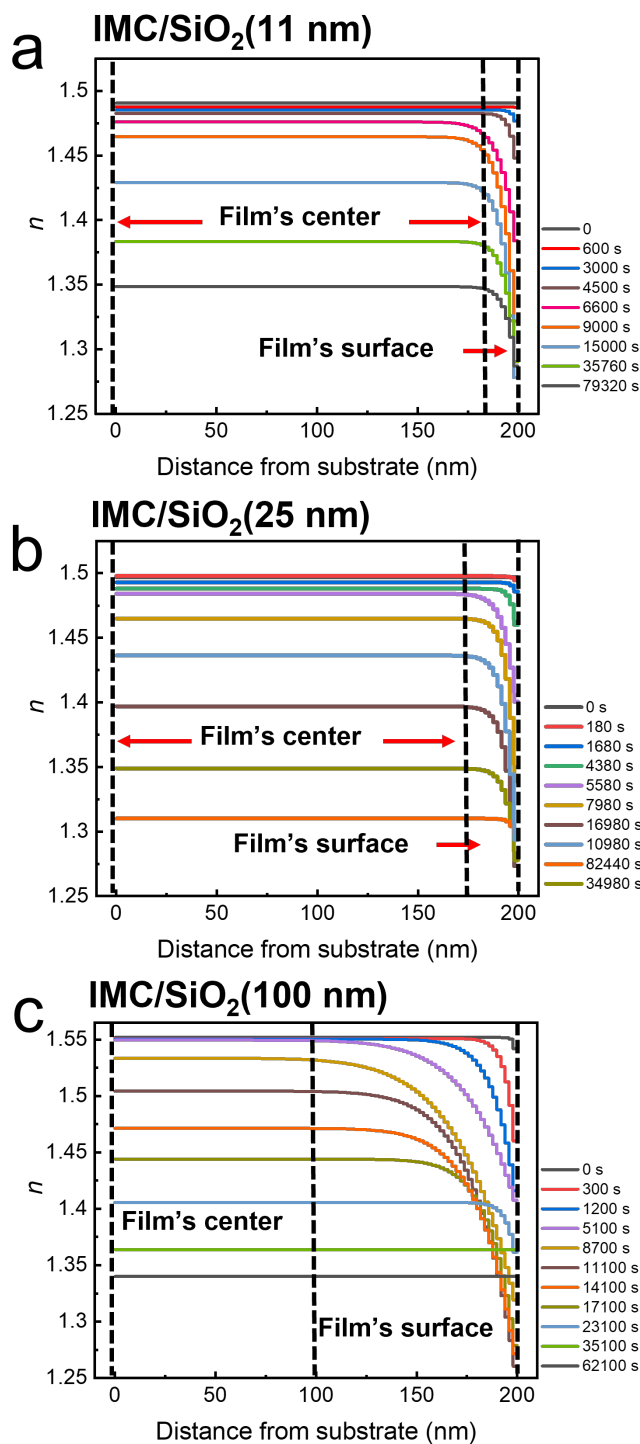 a
IMC/SiO2(11 nm)
1.5
1.45
1.4
1.35
1.3
1.25
n
Film's center
Film's surface
0
600 s
3000 s
4500 s
6600 s
9000 s
15000 s
35760 s
79320 s
0
50
100
150
200
Distance from substrate (nm)
b
IMC/SiO2(25 nm)
1.5
1.45
1.4
1.35
1.3
1.25
n
Film's center
Film's surface
0 s
180 s
1680 s
4380 s
5580 s
7980 s
16980 s
10980 s
82440 s
34980 s
0
50
100
150
200
Distance from substrate (nm)
c
IMC/SiO2(100 nm)
1.55
1.5
1.45
1.4
1.35
1.3
1.25
n
Film's center
Film's surface
0 s
300 s
1200 s
5100 s
8700 s
11100 s
14100 s
17100 s
23100 s
35100 s
62100 s
0
50
100
150
200
Distance from substrate (nm)